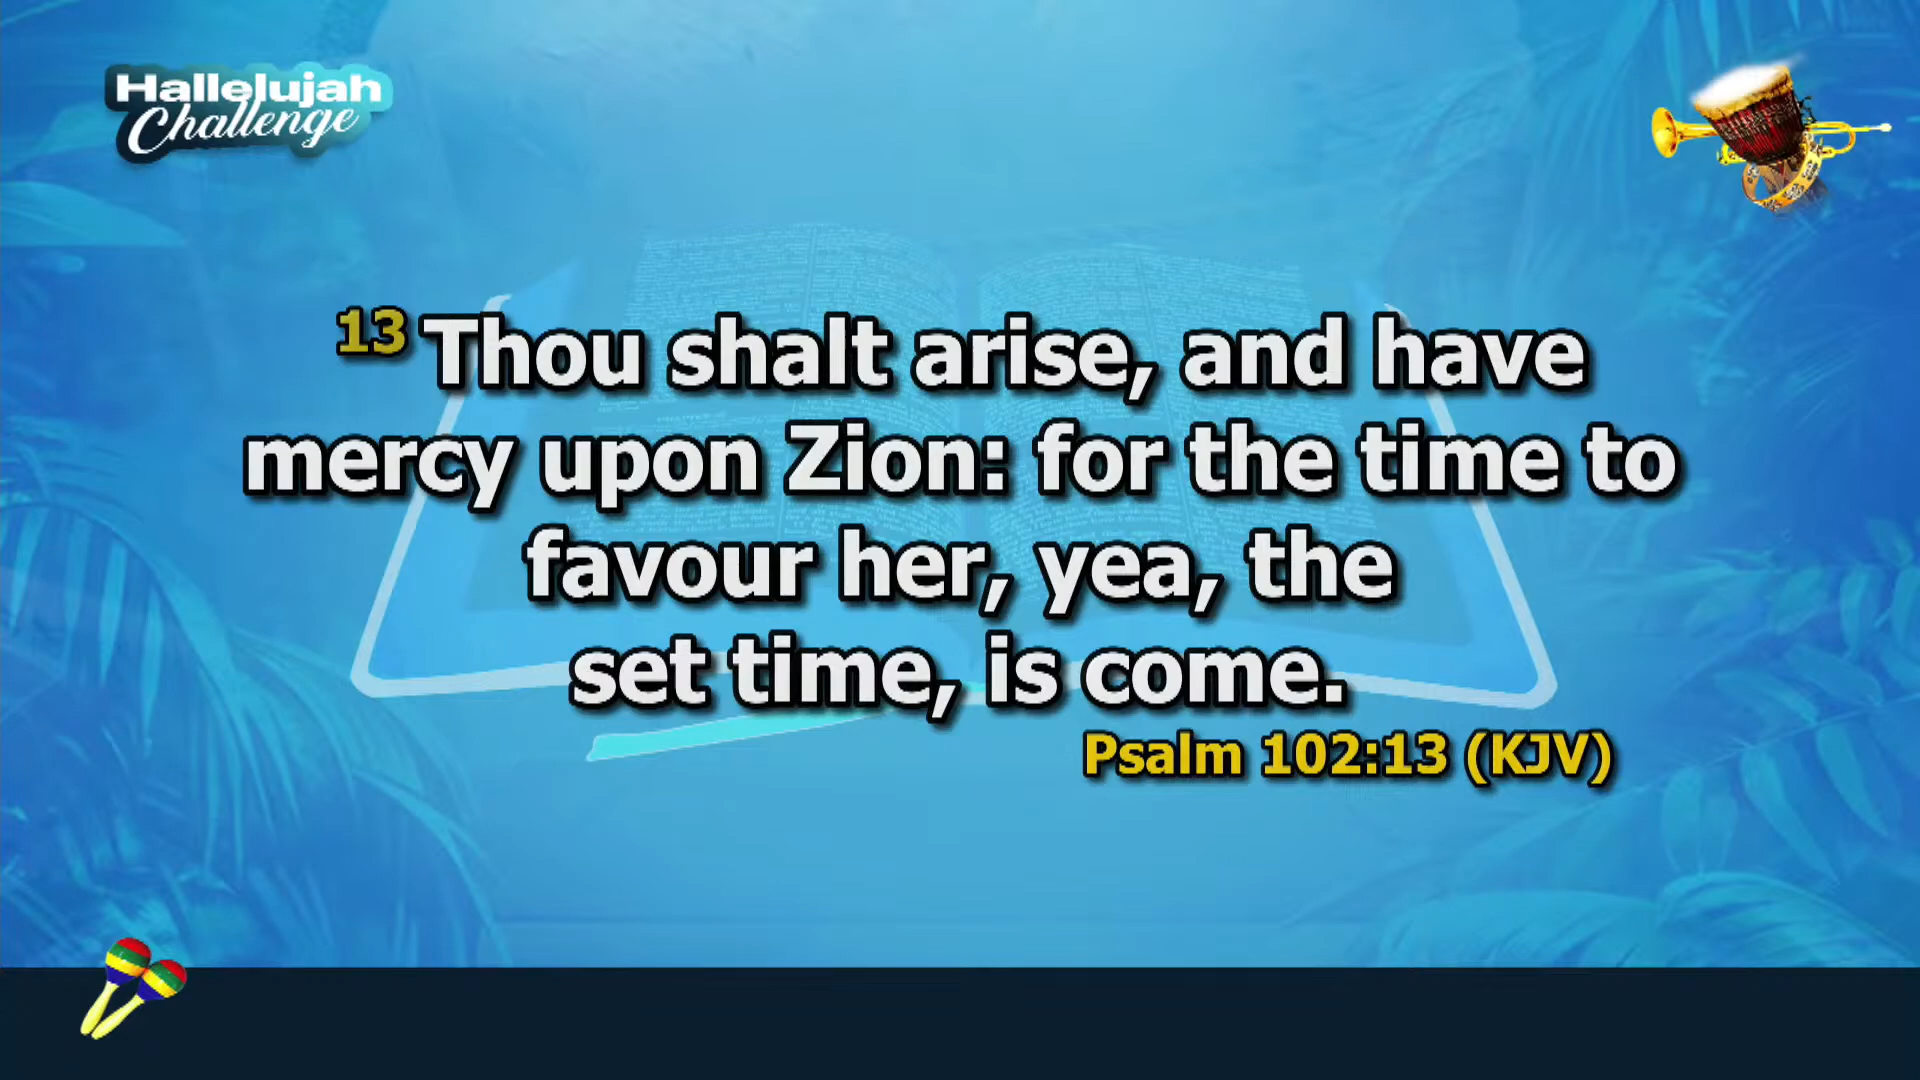 Hallelujah
Challenge
13 Thou shalt arise, and have
mercy upon Zion: for the time to
favour her, yea, the
set time, is come.
Psalm 102:13 (KJV)